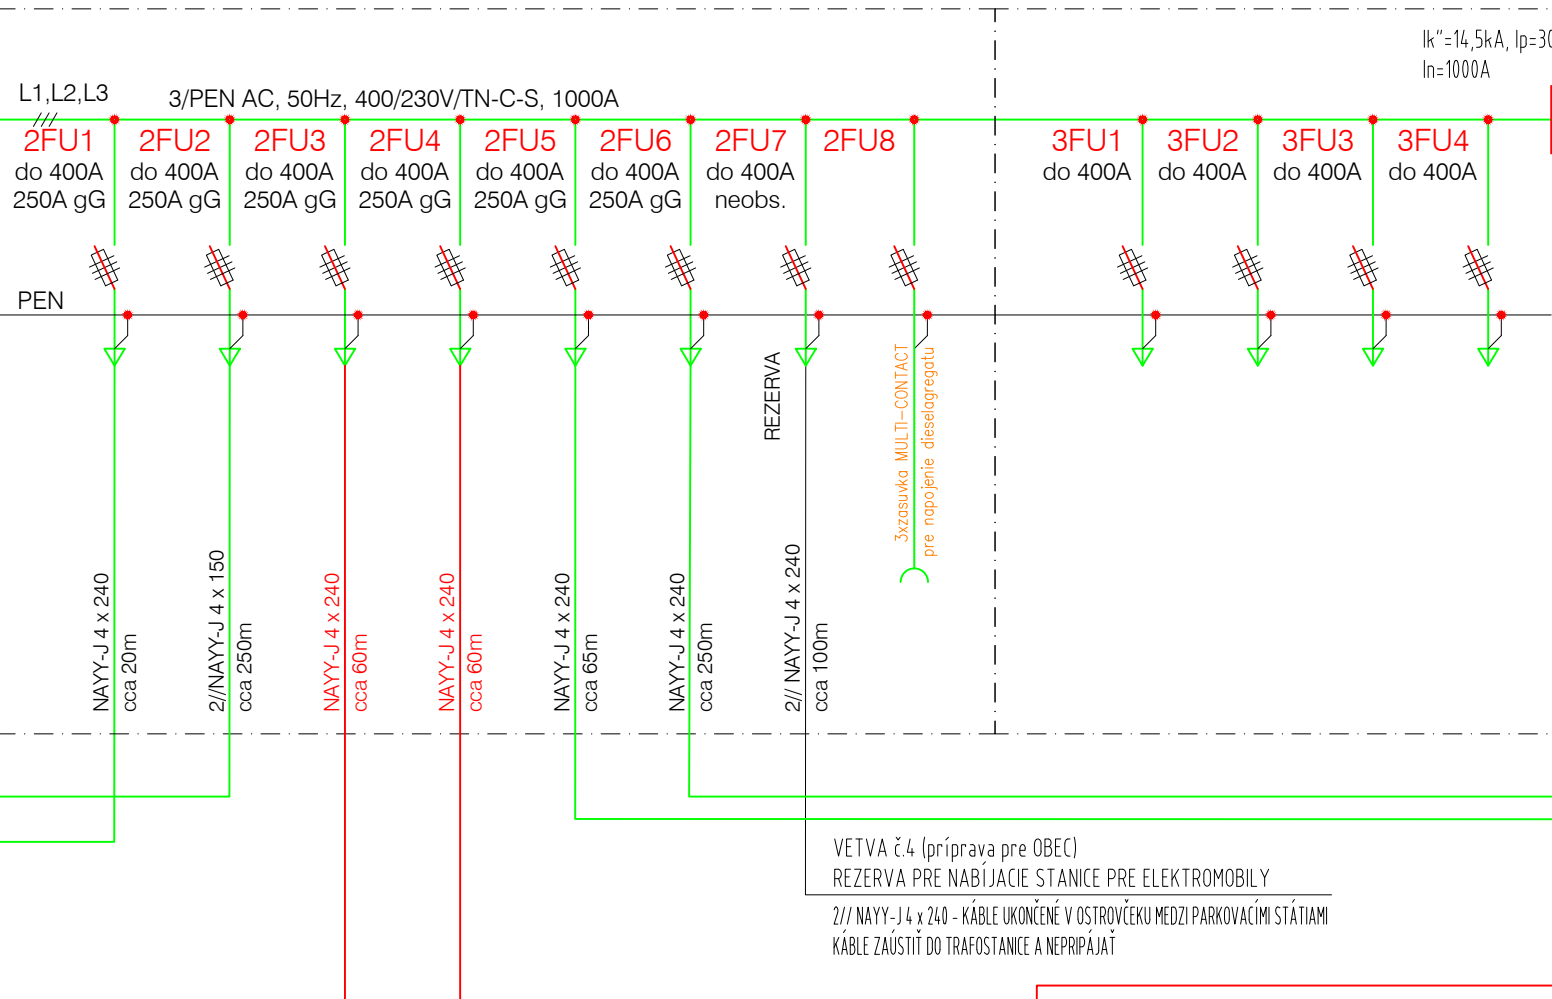 Ik"=14,5kA, Ip=30
In=1000A
L1,L2,L3
3/PEN AC, 50Hz, 400/230V/TN-C-S, 1000A
2FU1
do 400A
250A gG
2FU2
do 400A
250A gG
2FU3
do 400A
250A gG
2FU4
do 400A
250A gG
2FU5
do 400A
250A gG
2FU6
do 400A
250A gG
2FU7
do 400A
neobs.
2FU8
3FU1
do 400A
3FU2
do 400A
3FU3
do 400A
3FU4
do 400A
PEN
REZERVA
3xzasuvka MULTI-CONTACT
pre napojenie dieselagregatu
NAYY-J 4 x 240
cca 20m
2//NAYY-J 4 x 150
cca 250m
NAYY-J 4 x 240
cca 60m
NAYY-J 4 x 240
cca 60m
NAYY-J 4 x 240
cca 65m
NAYY-J 4 x 240
cca 250m
2// NAYY-J 4 x 240
cca 100m
VETVA č.4 (príprava pre OBEC)
REZERVA PRE NABÍJACIE STANICE PRE ELEKTROMOBILY
2// NAYY-J 4 x 240 - KÁBLE UKONČENÉ V OSTROVČEKU MEDZI PARKOVACÍMI STÁTIAMI
KÁBLE ZAÚSTIŤ DO TRAFOSTANICE A NEPRIPÁJAŤ